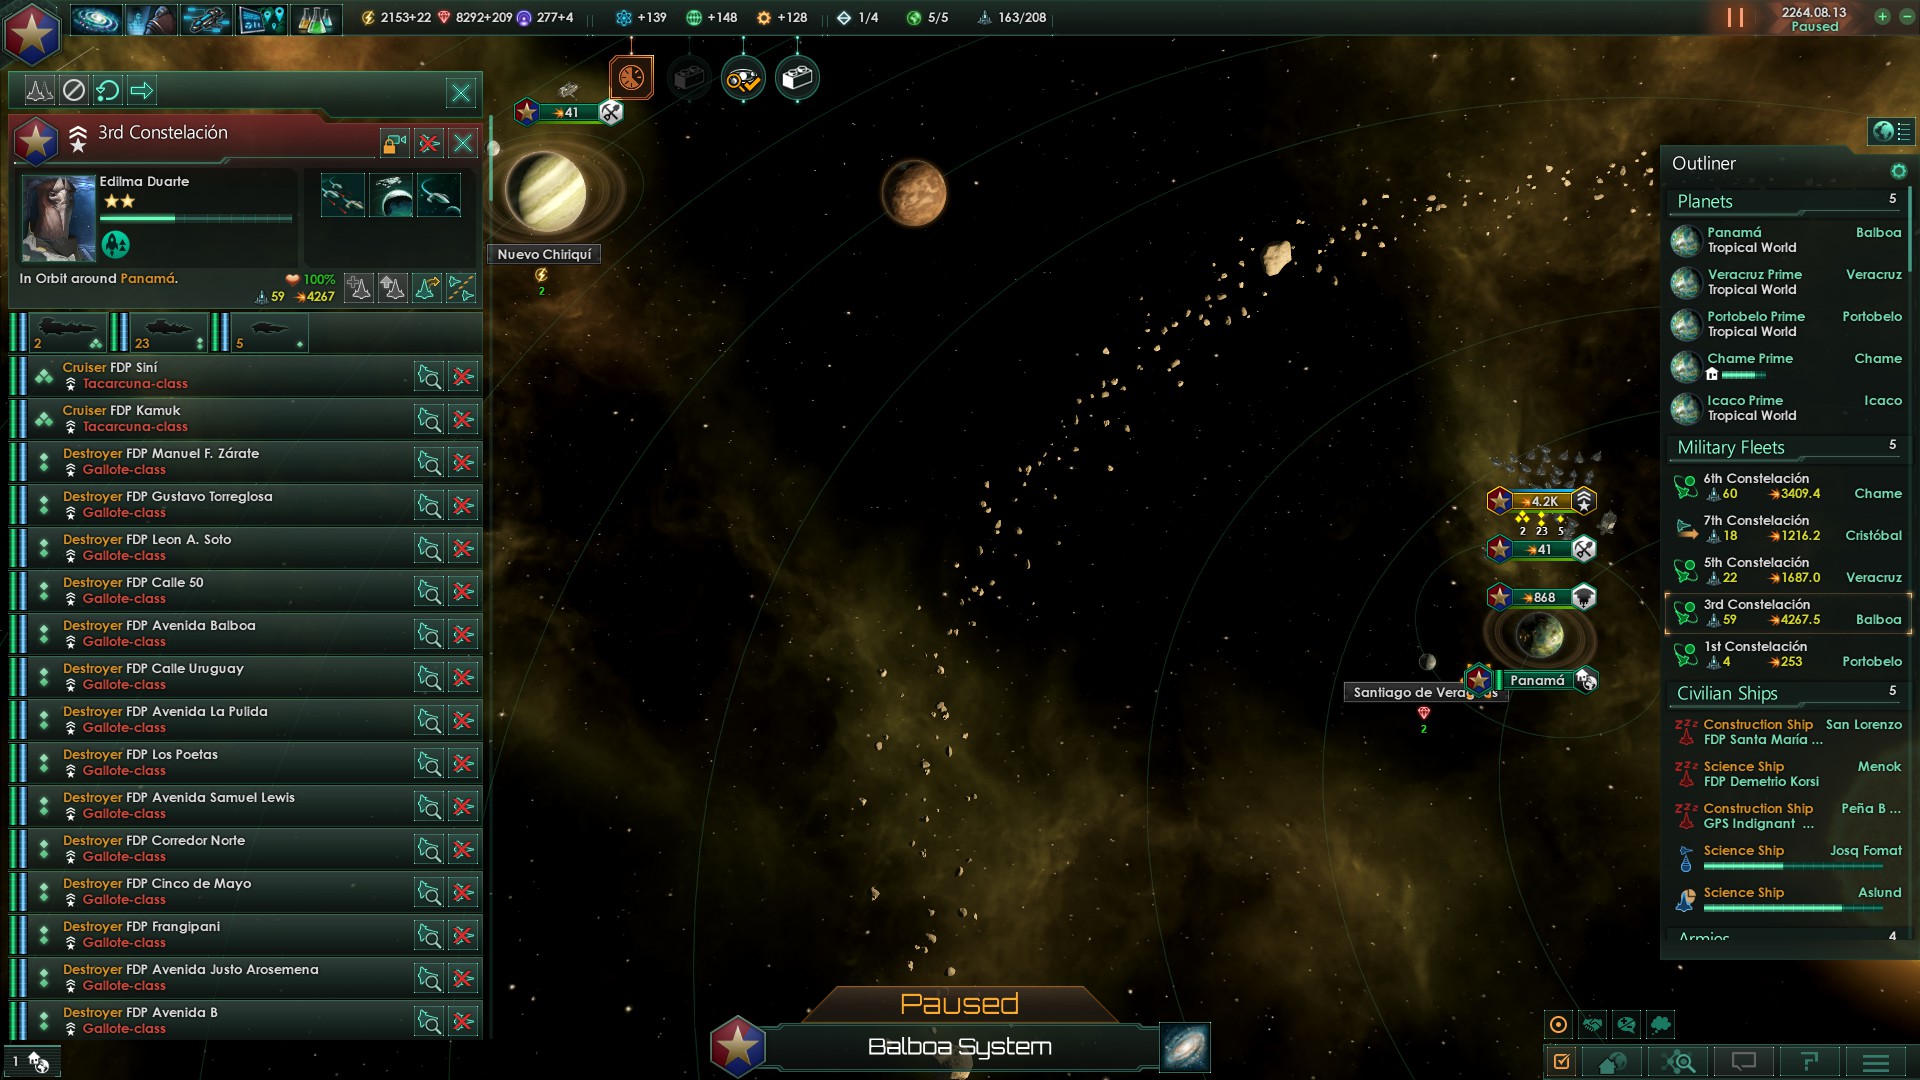 2153+22 8292+209 277+4 +139 +148 +128 1/4 5/5 163/208
2264.08.13
Paused
3rd Constelación
Edilma Duarte
In Orbit around Panamá.
100%
59 4267
2 23 5
Cruiser FDP Siní
Tacarcuna-class
Cruiser FDP Kamuk
Tacarcuna-class
Destroyer FDP Manuel F. Zárate
Gallote-class
Destroyer FDP Gustavo Torreglosa
Gallote-class
Destroyer FDP Leon A. Soto
Gallote-class
Destroyer FDP Calle 50
Gallote-class
Destroyer FDP Avenida Balboa
Gallote-class
Destroyer FDP Calle Uruguay
Gallote-class
Destroyer FDP Avenida La Pulida
Gallote-class
Destroyer FDP Los Poetas
Gallote-class
Destroyer FDP Avenida Samuel Lewis
Gallote-class
Destroyer FDP Corredor Norte
Gallote-class
Destroyer FDP Cinco de Mayo
Gallote-class
Destroyer FDP Frangipani
Gallote-class
Destroyer FDP Avenida Justo Arosemena
Gallote-class
Destroyer FDP Avenida B
Gallote-class
1
41
Nuevo Chiriquí
2
4.2K
2 23 5
41
868
Panamá
Santiago de
2
Paused
Balboa System
Outliner
Planets 5
Panamá Balboa
Tropical World
Veracruz Prime Veracruz
Tropical World
Portobelo Prime Portobelo
Tropical World
Chame Prime Chame
Icaco Prime Icaco
Tropical World
Military Fleets 5
6th Constelación
60 3409.4 Chame
7th Constelación
18 1216.2 Cristóbal
5th Constelación
22 1687.0 Veracruz
3rd Constelación
59 4267.5 Balboa
1st Constelación
4 253 Portobelo
Civilian Ships 5
Construction Ship San Lorenzo
FDP Santa María ...
Science Ship Menok
FDP Demetrio Korsi
Construction Ship Peña B ...
GPS Indignant ...
Science Ship Josq Fomat
Science Ship Aslund
Armies 4